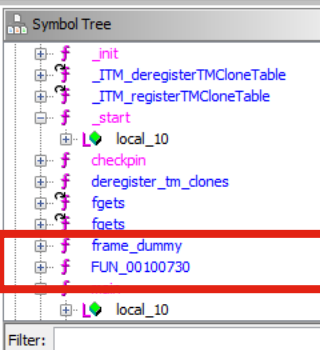 Symbol Tree
f _init
f _ITM_deregisterTMCloneTable
f _ITM_registerTMCloneTable
f _start
L local_10
f checkpin
f deregister_tm_clones
f fgets
f fgets
f frame_dummy
f FUN_00100730
L local_10
Filter: